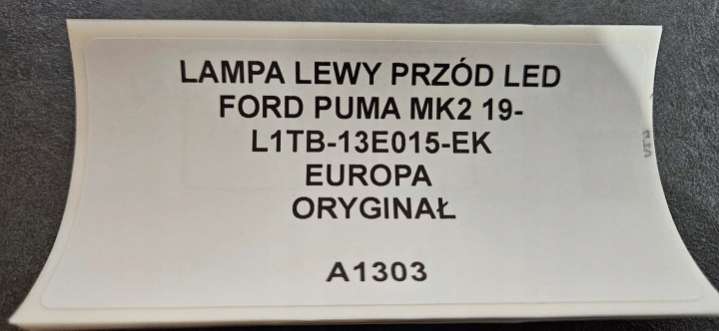 LAMPA LEWY PRZÓD LED
FORD PUMA MK2 19-
L1TB-13E015-EK
EUROPA
ORYGINAŁ
A1303